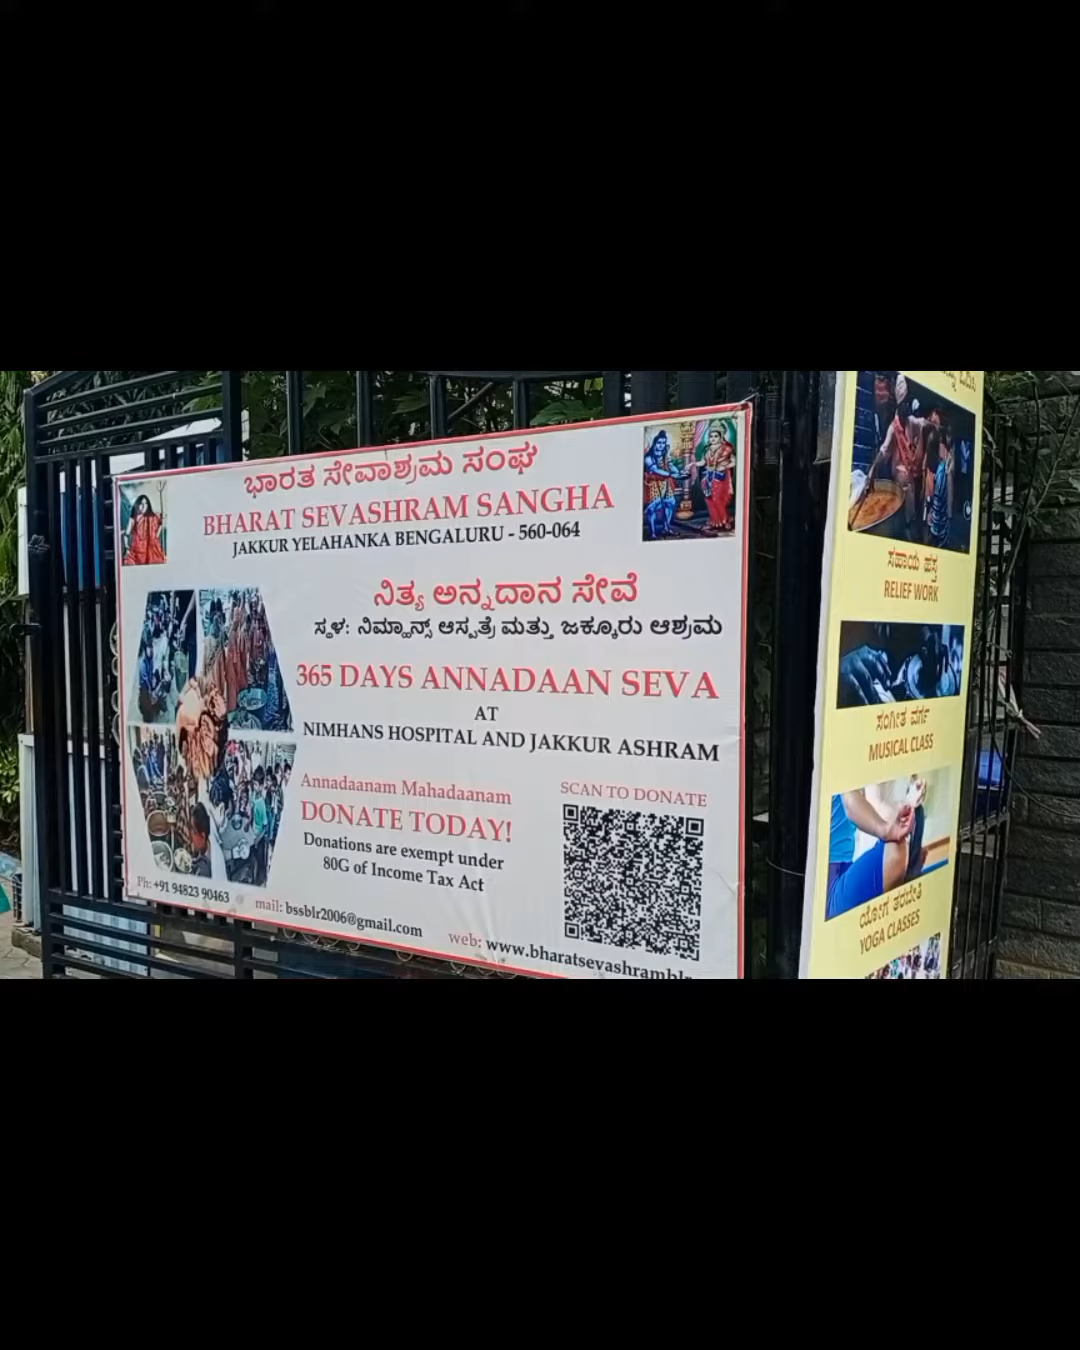 ಭಾರತ ಸೇವಾಶ್ರಮ ಸಂಘ
BHARAT SEVASHRAM SANGHA
JAKKUR YELAHANKA BENGALURU - 560-064
ನಿತ್ಯ ಅನ್ನದಾನ ಸೇವೆ
ಸ್ಥಳ: ನಿಮ್ಹಾನ್ಸ್ ಆಸ್ಪತ್ರೆ ಮತ್ತು ಜಕ್ಕೂರು ಆಶ್ರಮ
365 DAYS ANNADAAN SEVA
AT
NIMHANS HOSPITAL AND JAKKUR ASHRAM
Annadaanam Mahadaanam
DONATE TODAY!
Donations are exempt under
80G of Income Tax Act
SCAN TO DONATE
Ph: +91 94823 90463
mail: bssblr2006@gmail.com
web: www.bharatsevashramblr
ಸಹಾಯ ಹಸ್ತ
RELIEF WORK
ಸಂಗೀತ ವರ್ಗ
MUSICAL CLASS
ಯೋಗ ತರಬೇತಿ
YOGA CLASSES